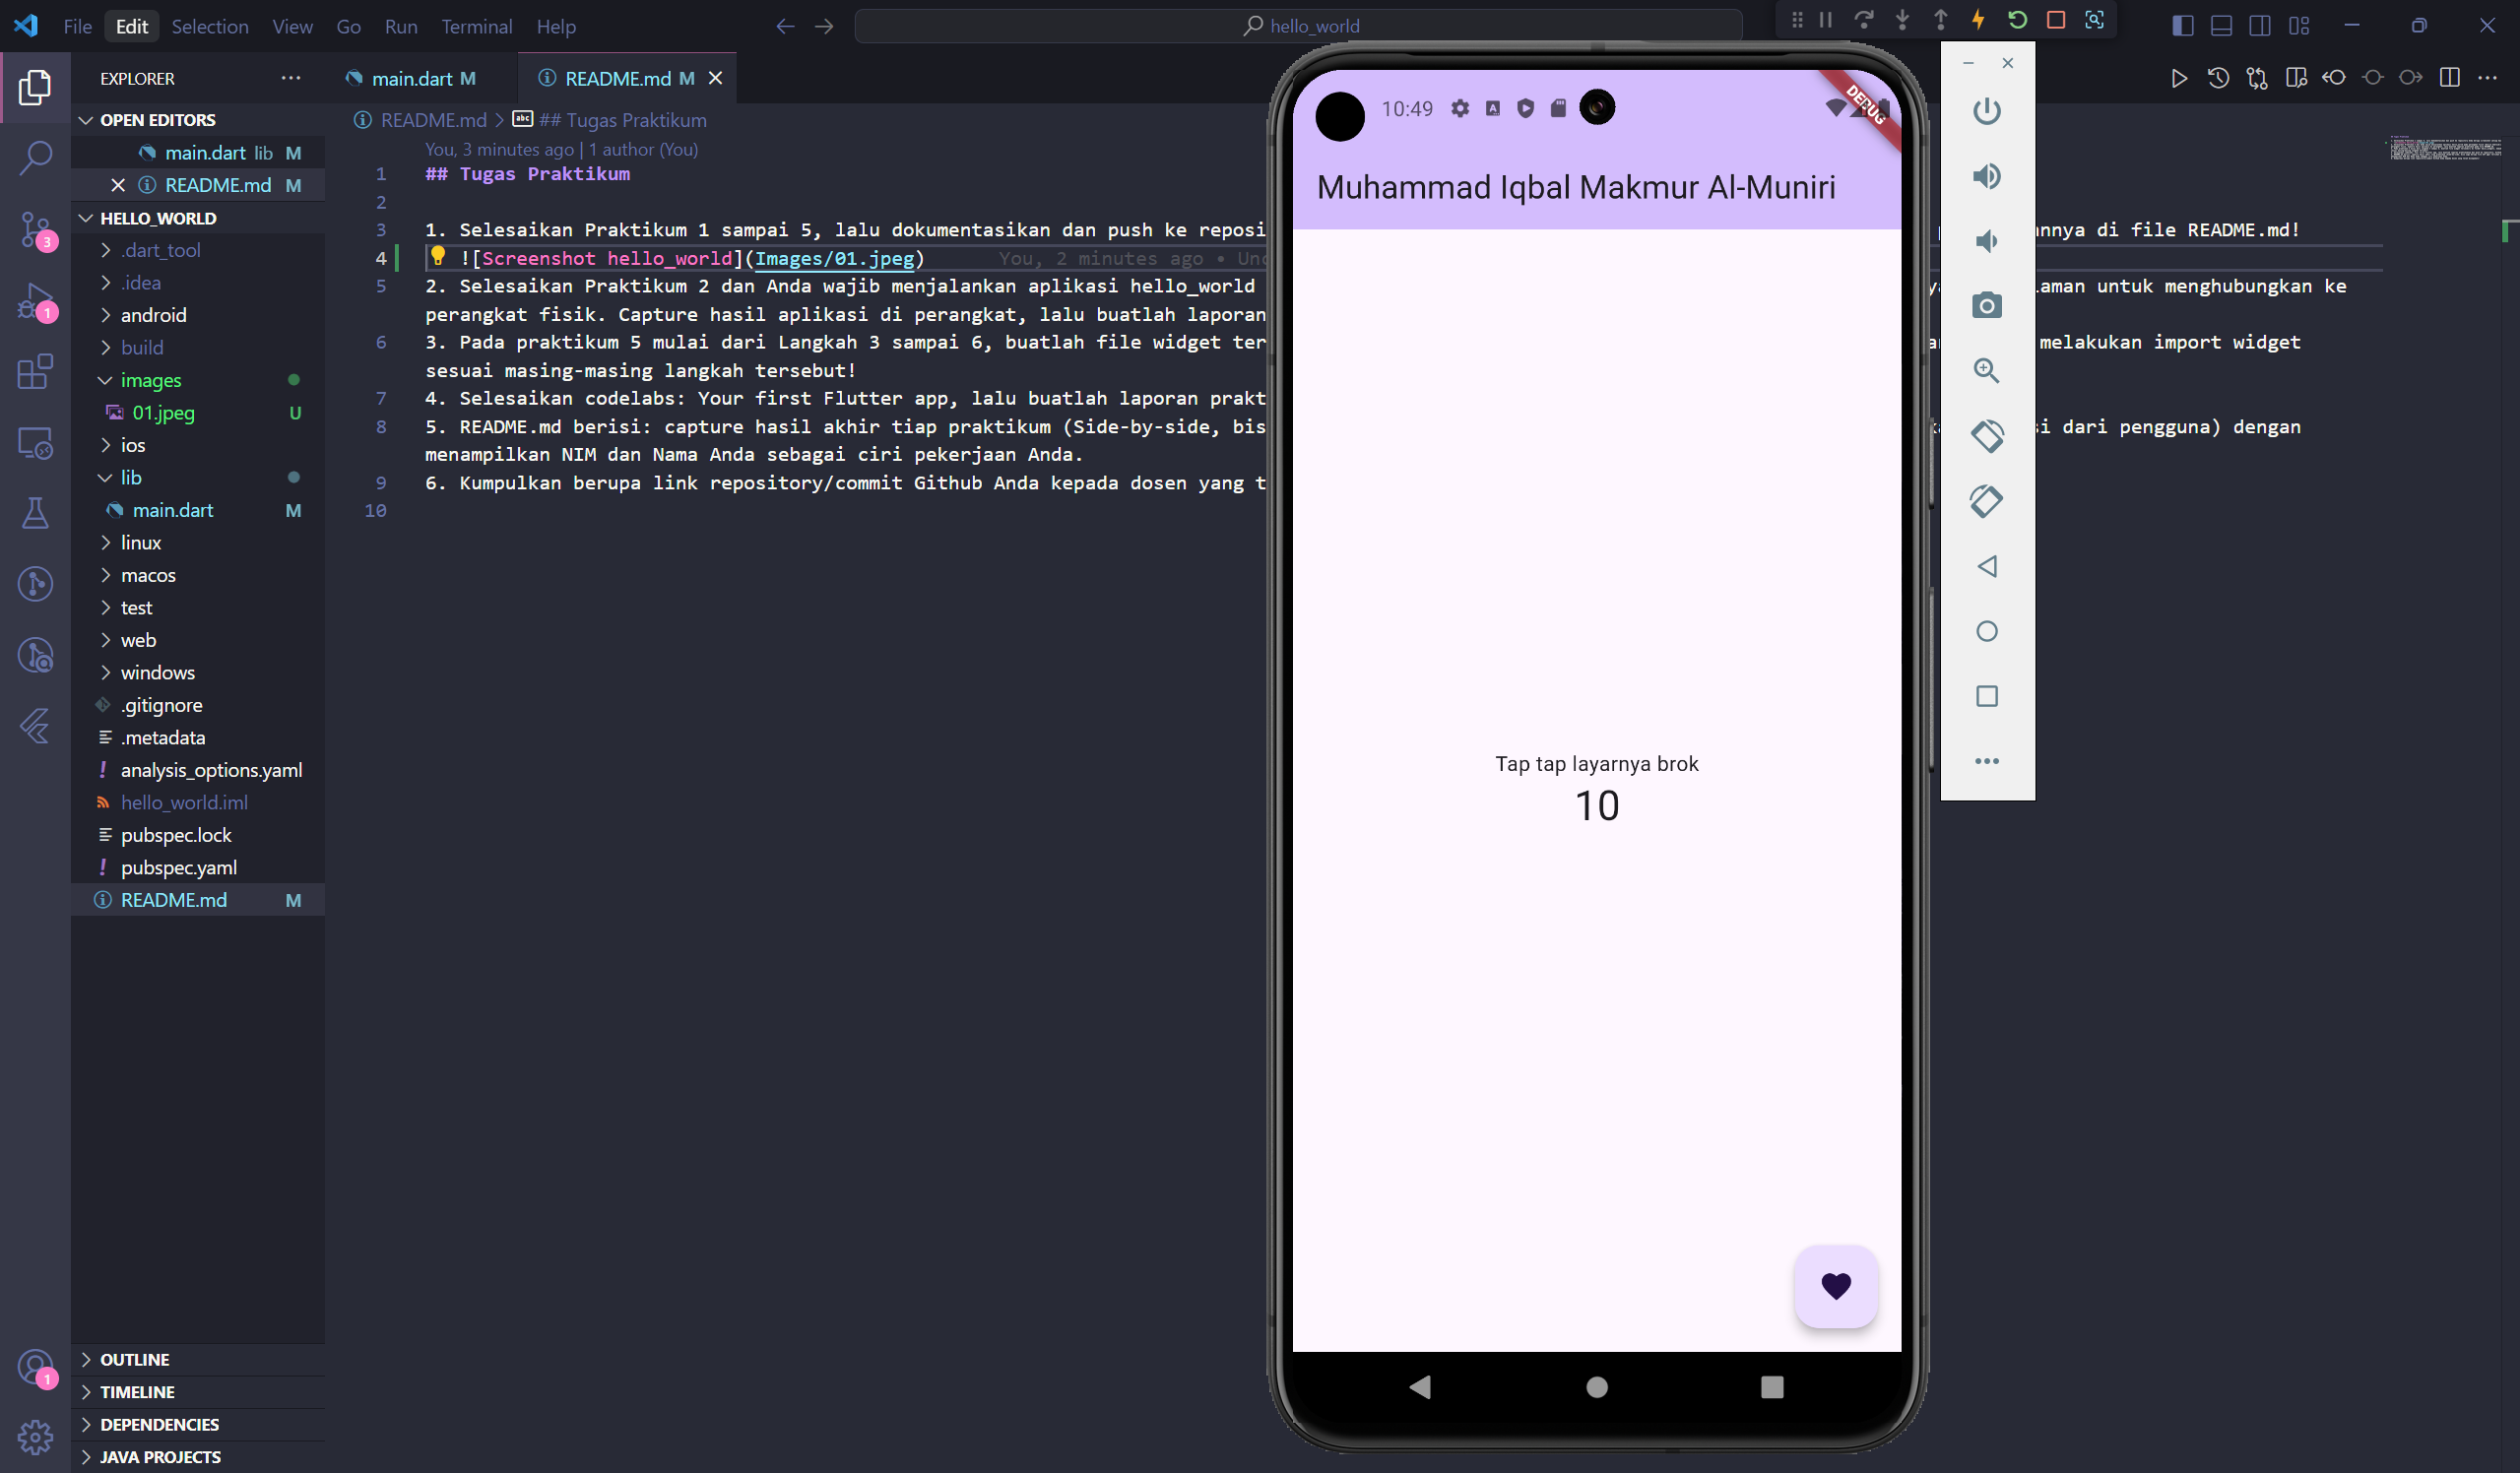 File Edit Selection View Go Run Terminal Help
hello_world
EXPLORER
main.dart M
README.md M
OPEN EDITORS
main.dart lib M
README.md M
HELLO_WORLD
.dart_tool
.idea
android
build
images
01.jpeg U
ios
lib
main.dart M
linux
macos
test
web
windows
.gitignore
.metadata
analysis_options.yaml
hello_world.iml
pubspec.lock
pubspec.yaml
README.md M
OUTLINE
TIMELINE
DEPENDENCIES
JAVA PROJECTS
3
1
1
README.md > ## Tugas Praktikum
You, 3 minutes ago | 1 author (You)
1 ## Tugas Praktikum
2
3 1. Selesaikan Praktikum 1 sampai 5, lalu dokumentasikan dan push ke reposi nnya di file README.md!
4 ![Screenshot hello_world](Images/01.jpeg) You, 2 minutes ago • Unc
5 2. Selesaikan Praktikum 2 dan Anda wajib menjalankan aplikasi hello_world ya laman untuk menghubungkan ke
perangkat fisik. Capture hasil aplikasi di perangkat, lalu buatlah laporan
6 3. Pada praktikum 5 mulai dari Langkah 3 sampai 6, buatlah file widget ter an melakukan import widget
sesuai masing-masing langkah tersebut!
7 4. Selesaikan codelabs: Your first Flutter app, lalu buatlah laporan prakt
8 5. README.md berisi: capture hasil akhir tiap praktikum (Side-by-side, bis ka si dari pengguna) dengan
menampilkan NIM dan Nama Anda sebagai ciri pekerjaan Anda.
9 6. Kumpulkan berupa link repository/commit Github Anda kepada dosen yang t
10
10:49
DEBUG
Muhammad Iqbal Makmur Al-Muniri
Tap tap layarnya brok
10